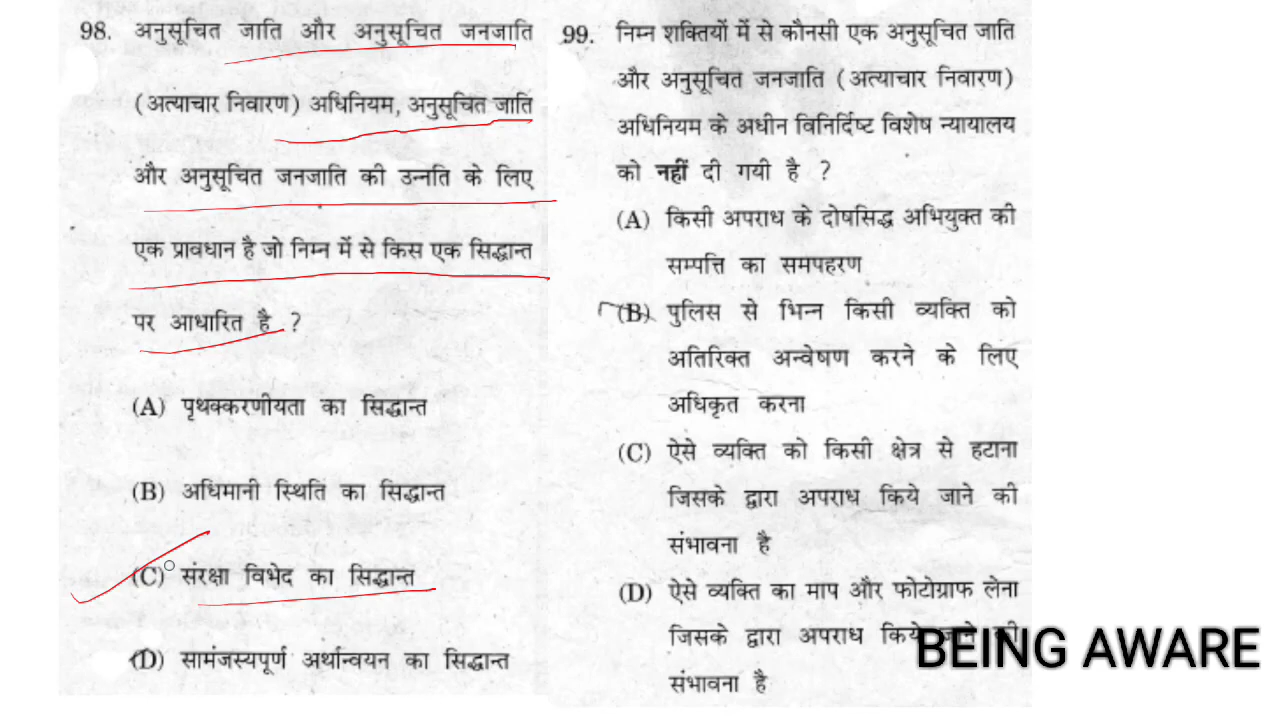 98. अनुसूचित जाति और अनुसूचित जनजाति
(अत्याचार निवारण) अधिनियम, अनुसूचित जाति
और अनुसूचित जनजाति की उन्नति के लिए
एक प्रावधान है जो निम्न में से किस एक सिद्धान्त
पर आधारित है ?
(A) पृथक्करणीयता का सिद्धान्त
(B) अधिमानी स्थिति का सिद्धान्त
(C) संरक्षा विभेद का सिद्धान्त
(D) सामंजस्यपूर्ण अर्थान्वयन का सिद्धान्त
99. निम्न शक्तियों में से कौनसी एक अनुसूचित जाति
और अनुसूचित जनजाति (अत्याचार निवारण)
अधिनियम के अधीन विनिर्दिष्ट विशेष न्यायालय
को नहीं दी गयी है ?
(A) किसी अपराध के दोषसिद्ध अभियुक्त की
सम्पत्ति का समपहरण
(B) पुलिस से भिन्न किसी व्यक्ति को
अतिरिक्त अन्वेषण करने के लिए
अधिकृत करना
(C) ऐसे व्यक्ति को किसी क्षेत्र से हटाना
जिसके द्वारा अपराध किये जाने की
संभावना है
(D) ऐसे व्यक्ति का माप और फोटोग्राफ लेना
जिसके द्वारा अपराध किये जाने की
संभावना है
BEING AWARE